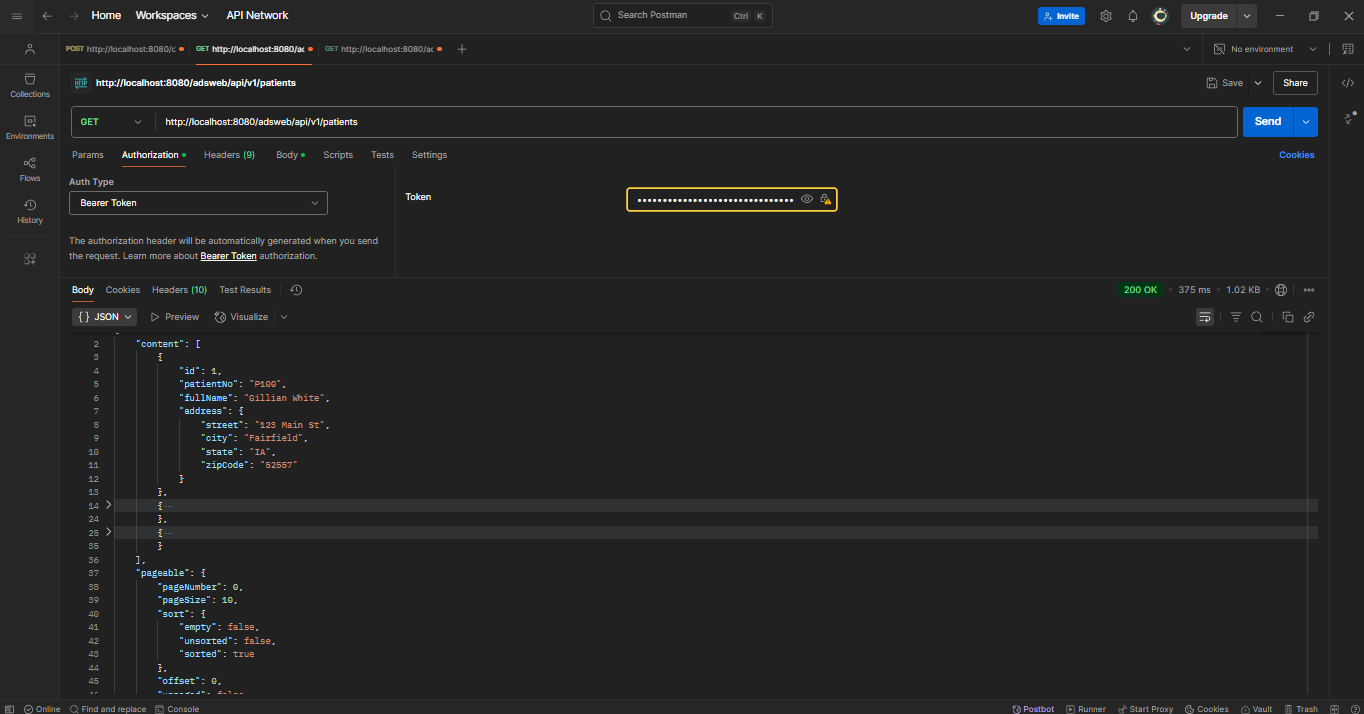 Home Workspaces API Network Search Postman Ctrl K Invite Upgrade
POST http://localhost:8080/c GET http://localhost:8080/ac GET http://localhost:8080/ac No environment
HTTP http://localhost:8080/adsweb/api/v1/patients Save Share
GET http://localhost:8080/adsweb/api/v1/patients Send
Params Authorization Headers (9) Body Scripts Tests Settings Cookies
Collections
Environments
Flows
History
Auth Type
Bearer Token
The authorization header will be automatically generated when you send
the request. Learn more about Bearer Token authorization.
Token
Body Cookies Headers (10) Test Results 200 OK • 375 ms • 1.02 KB
{} JSON Preview Visualize
2 "content": [
3 {
4 "id": 1,
5 "patientNo": "P100",
6 "fullName": "Gillian White",
7 "address": {
8 "street": "123 Main St",
9 "city": "Fairfield",
10 "state": "IA",
11 "zipCode": "52557"
12 }
13 },
14 { ...
24 },
25 { ...
35 }
36 ],
37 "pageable": {
38 "pageNumber": 0,
39 "pageSize": 10,
40 "sort": {
41 "empty": false,
42 "unsorted": false,
43 "sorted": true
44 },
45 "offset": 0,
Online Find and replace Console Postbot Runner Start Proxy Cookies Vault Trash